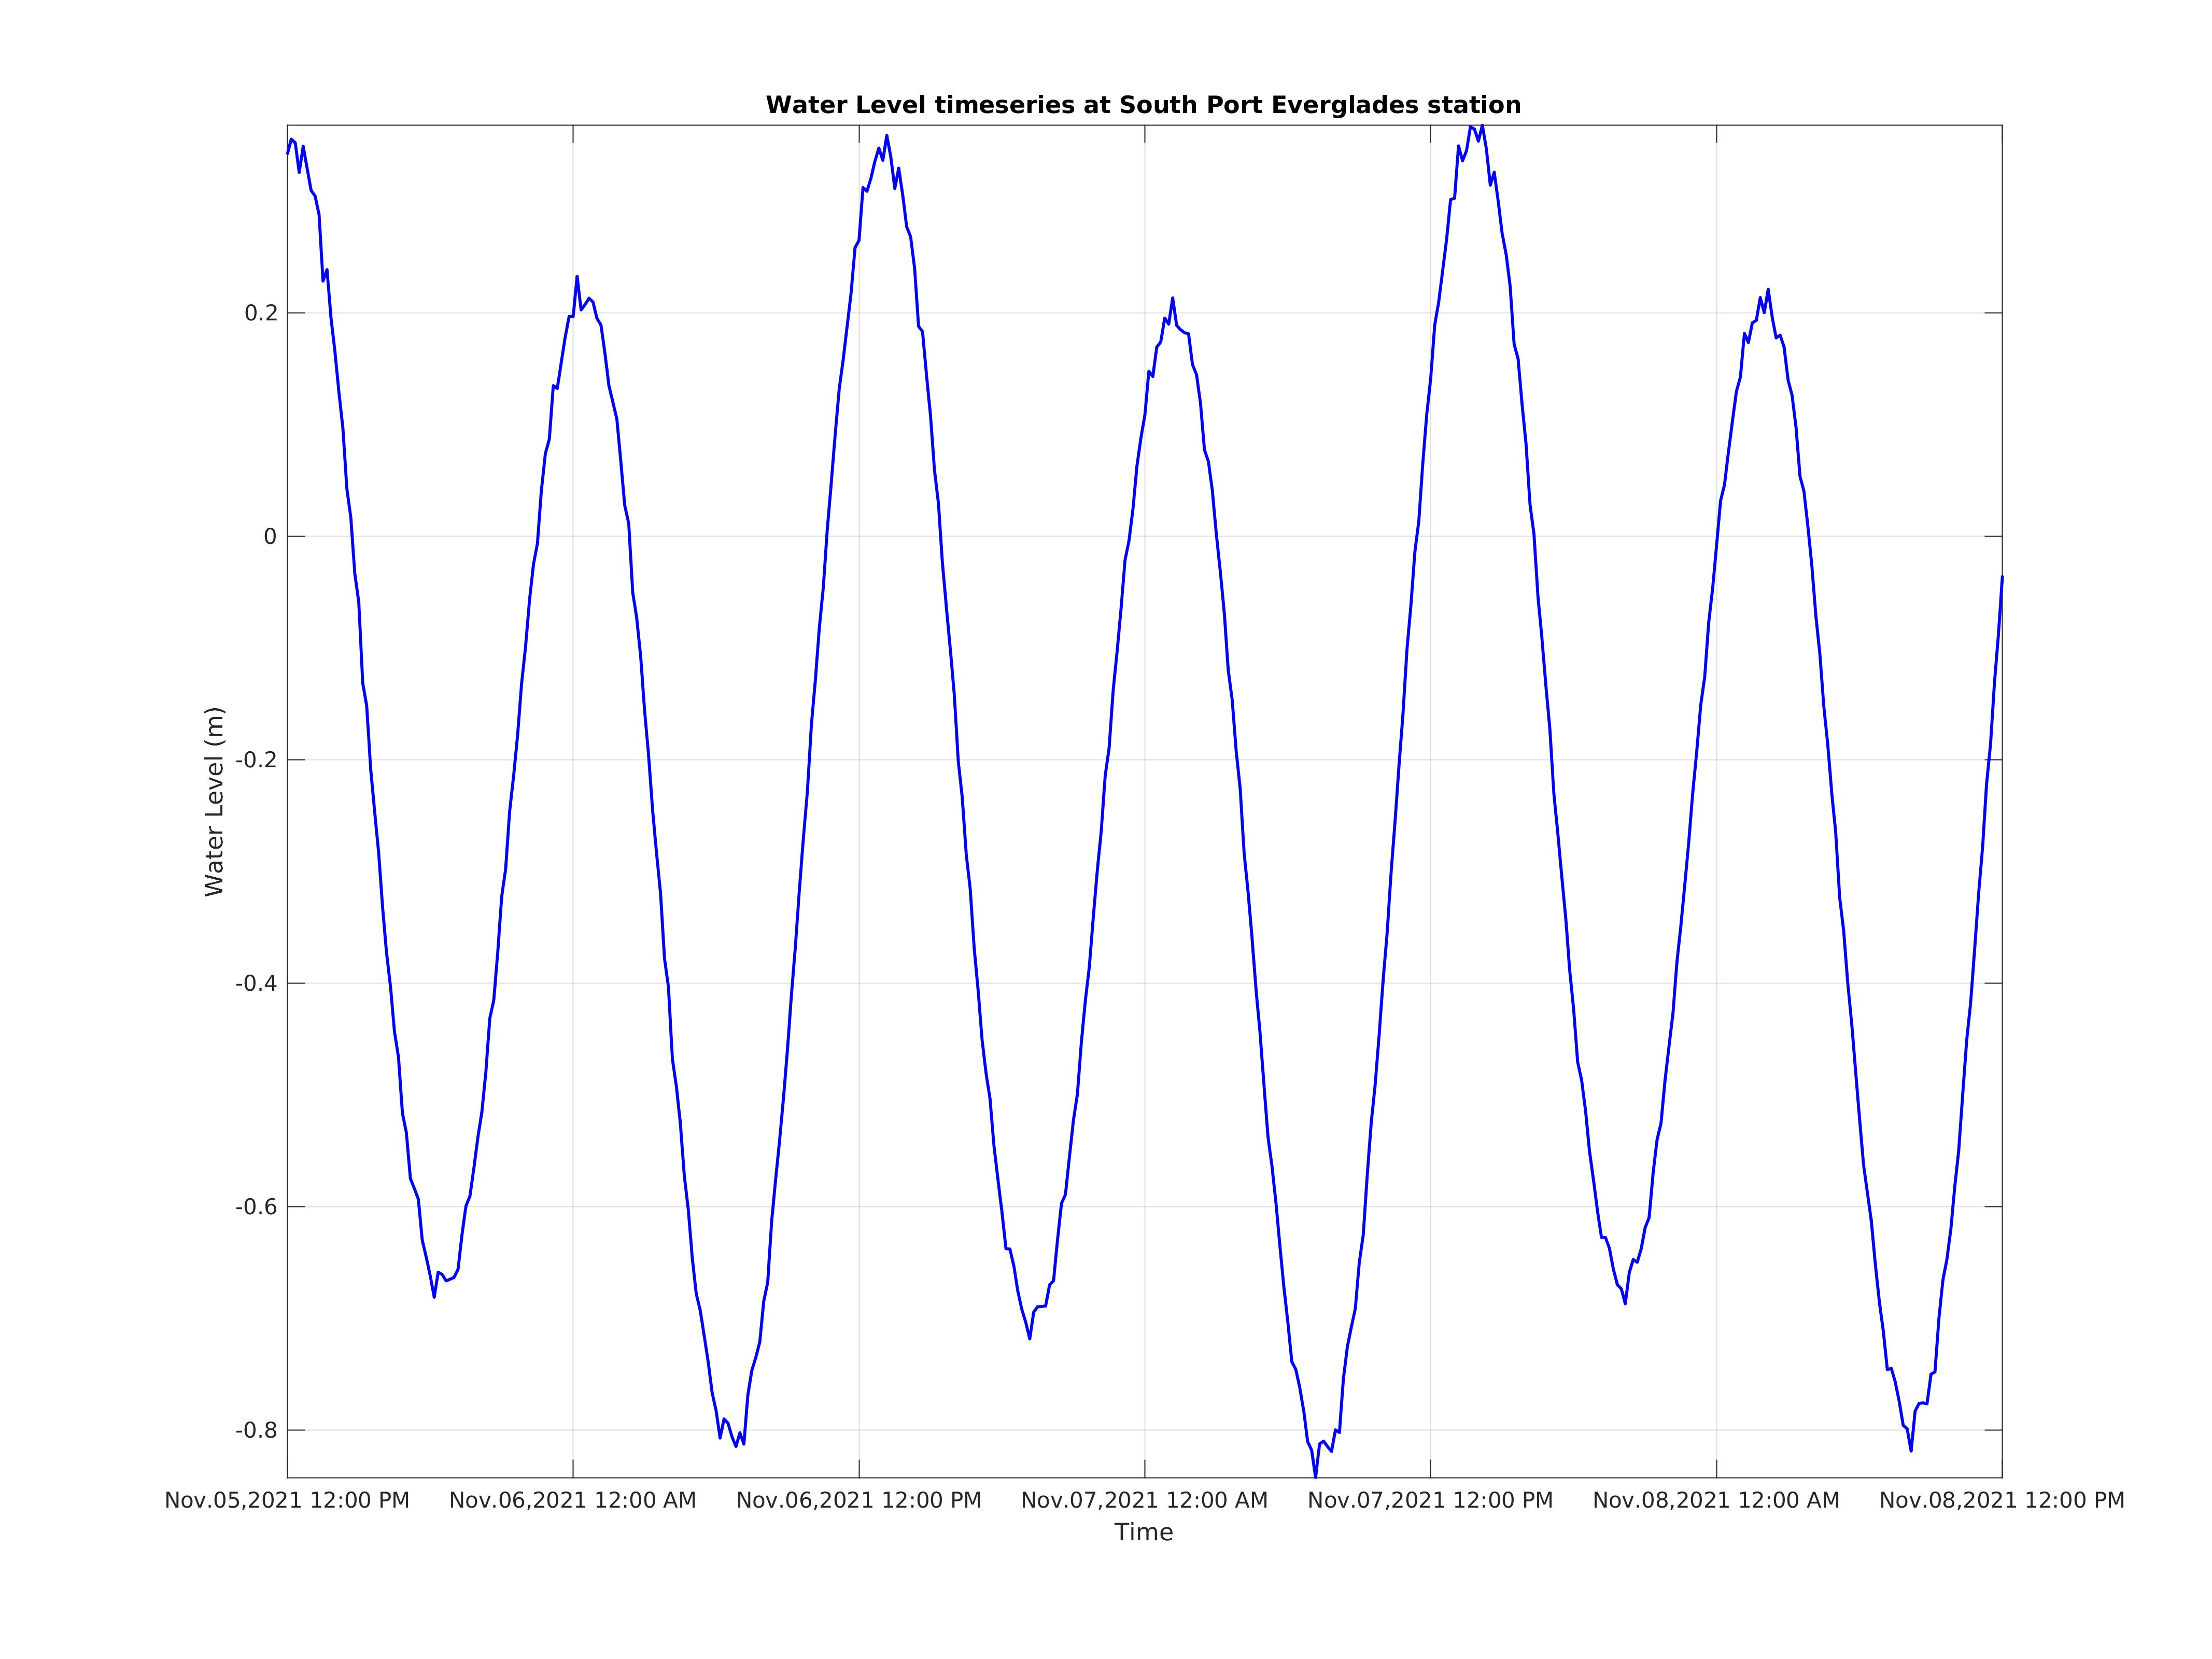 Water Level timeseries at South Port Everglades station
0.2
0
-0.2
-0.4
-0.6
-0.8
Water Level (m)
Nov.05,2021 12:00 PM
Nov.06,2021 12:00 AM
Nov.06,2021 12:00 PM
Nov.07,2021 12:00 AM
Nov.07,2021 12:00 PM
Nov.08,2021 12:00 AM
Nov.08,2021 12:00 PM
Time